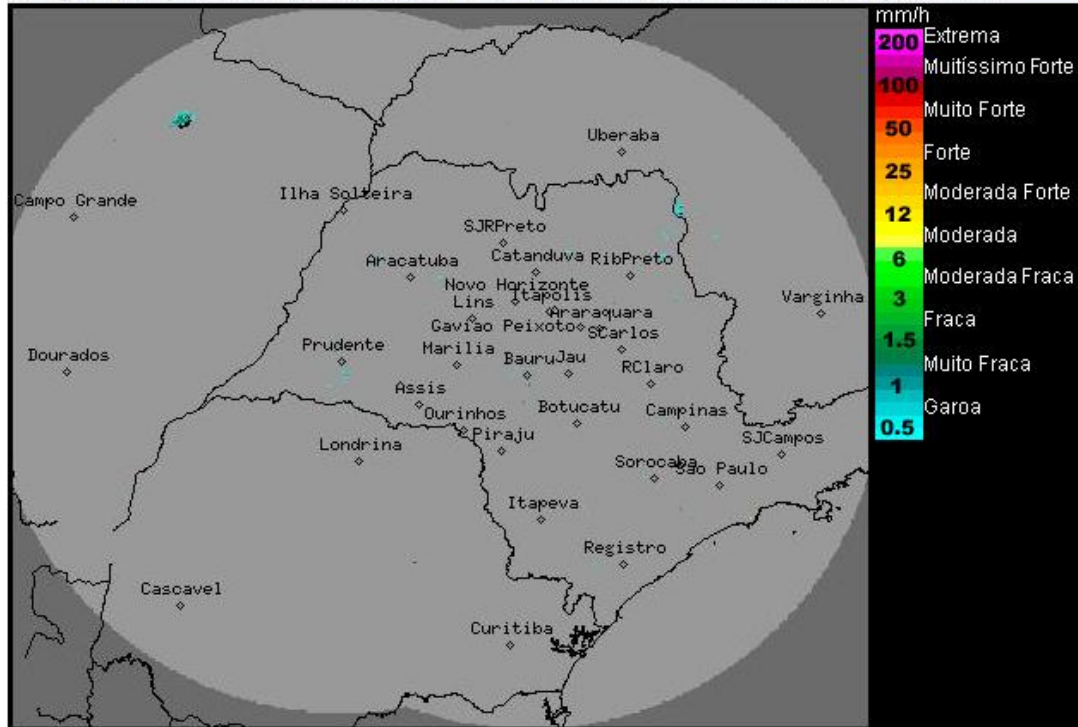 mm/h
200 Extrema
Muitíssimo Forte
100
Muito Forte
50
Forte
25
Moderada Forte
12
Moderada
6
Moderada Fraca
3
Fraca
1.5
Muito Fraca
1
Garoa
0.5
Uberaba
Campo Grande
Ilha Solteira
SJRPreto
Aracatuba
Catanduva
RibPreto
Novo Horizonte
Lins
Itapolis
Araraquara
Gaviao Peixoto
SCarlos
Varginha
Dourados
Prudente
Marilia
Bauru
Jau
RClaro
Assis
Ourinhos
Botucatu
Campinas
Londrina
Piraju
SJCampos
Sorocaba
Sao Paulo
Itapeva
Registro
Cascavel
Curitiba